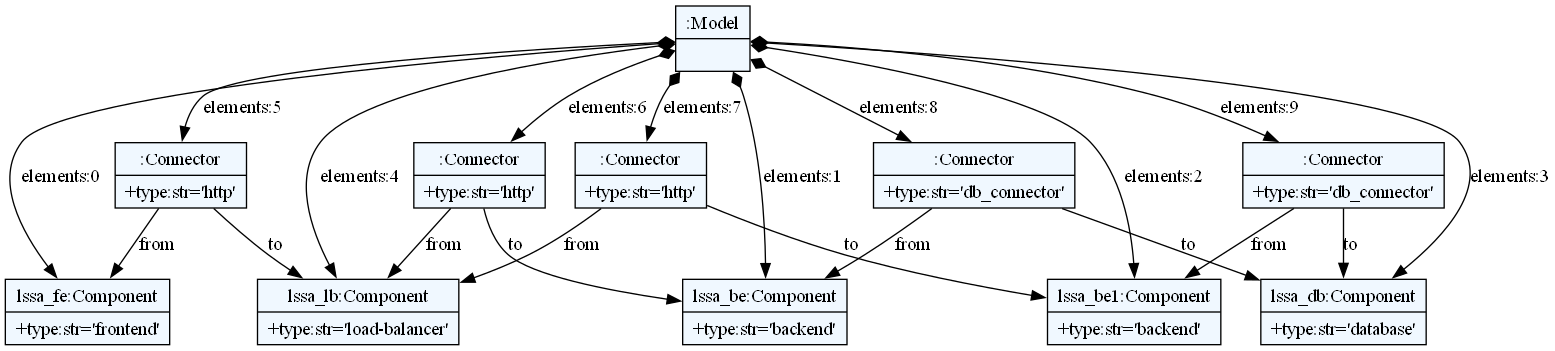 :Model
elements:5
elements:6
elements:7
elements:8
elements:9
:Connector
+type:str='http'
:Connector
+type:str='http'
:Connector
+type:str='http'
:Connector
+type:str='db_connector'
:Connector
+type:str='db_connector'
elements:0
elements:4
elements:1
elements:2
elements:3
from
to
from
to
from
to
from
to
from
to
lssa_fe:Component
+type:str='frontend'
lssa_lb:Component
+type:str='load-balancer'
lssa_be:Component
+type:str='backend'
lssa_be1:Component
+type:str='backend'
lssa_db:Component
+type:str='database'